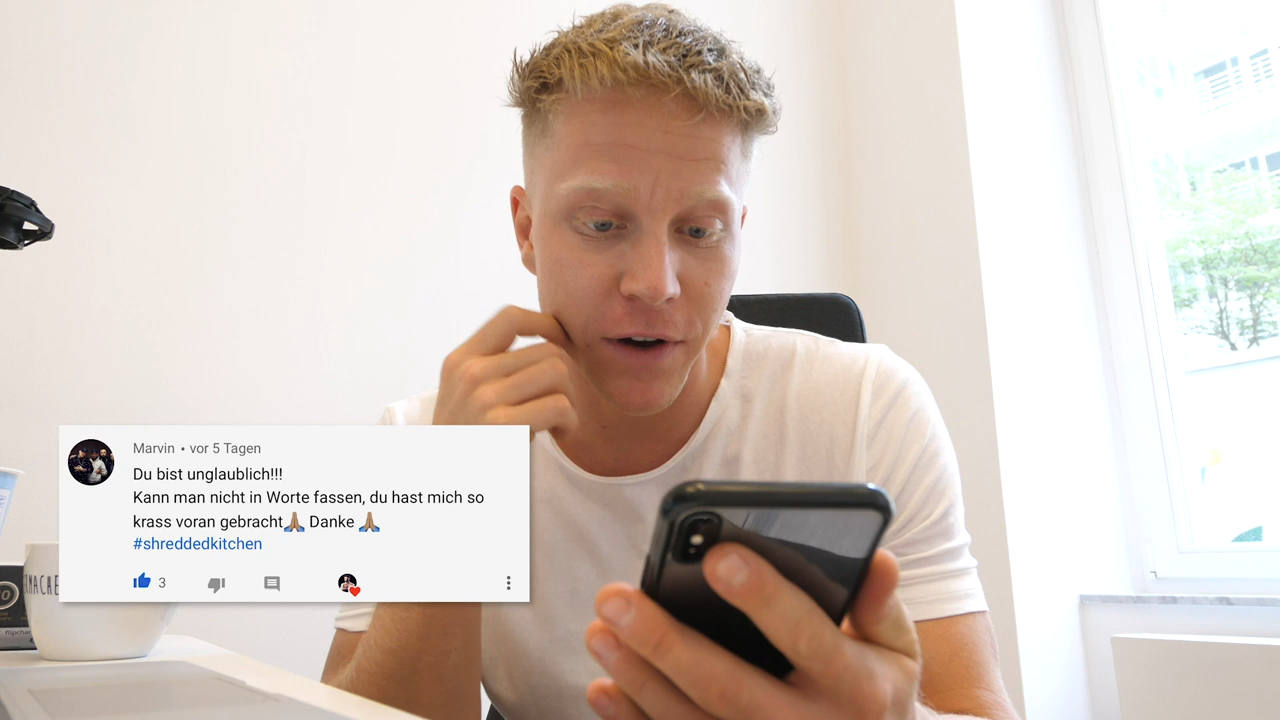 Marvin • vor 5 Tagen
Du bist unglaublich!!!
Kann man nicht in Worte fassen, du hast mich so
krass voran gebracht🙏🏽 Danke 🙏🏽
#shreddedkitchen
3
flipchar